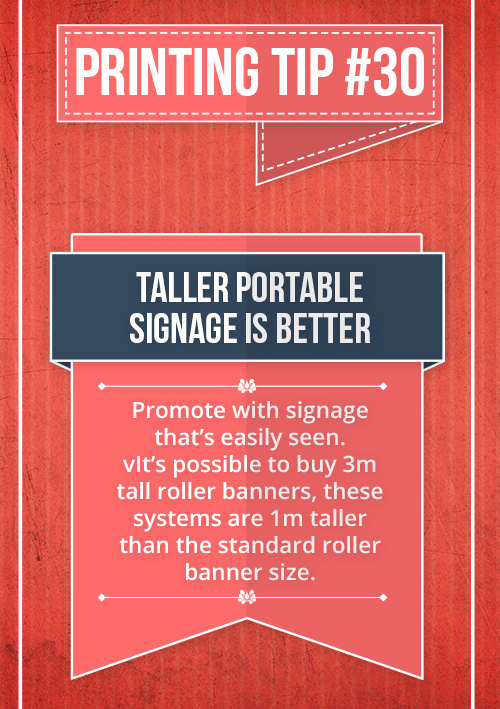 PRINTING TIP #30
TALLER PORTABLE
SIGNAGE IS BETTER
Promote with signage
that’s easily seen.
vIt’s possible to buy 3m
tall roller banners, these
systems are 1m taller
than the standard roller
banner size.